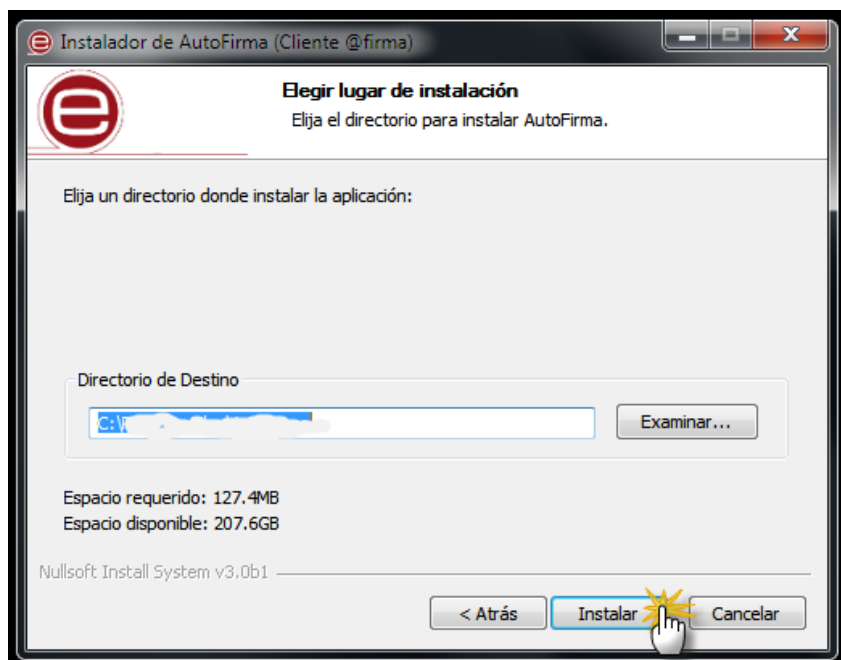 Instalador de AutoFirma (Cliente @firma)
Elegir lugar de instalación
Elija el directorio para instalar AutoFirma.
Elija un directorio donde instalar la aplicación:
Directorio de Destino
C:\
Examinar...
Espacio requerido: 127.4MB
Espacio disponible: 207.6GB
Nullsoft Install System v3.0b1
< Atrás Instalar Cancelar